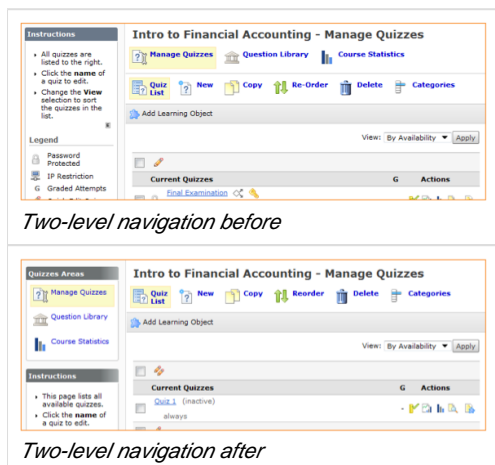 Instructions
Intro to Financial Accounting - Manage Quizzes
All quizzes are
listed to the right.
Click the name of
a quiz to edit.
Change the View
selection to sort
the quizzes in the
list.
Manage Quizzes Question Library Course Statistics
Quiz List New Copy Re-Order Delete Categories
Add Learning Object
View: By Availability Apply
Legend
Password
Protected
IP Restriction
G Graded Attempts
Current Quizzes G Actions
Final Examination
Two-level navigation before
Quizzes Areas
Manage Quizzes
Question Library
Course Statistics
Intro to Financial Accounting - Manage Quizzes
Quiz List New Copy Reorder Delete Categories
Add Learning Object
View: By Availability Apply
Instructions
This page lists all
available quizzes.
Click the name of
a quiz to edit.
Current Quizzes G Actions
Quiz 1 (inactive) -
always
Two-level navigation after